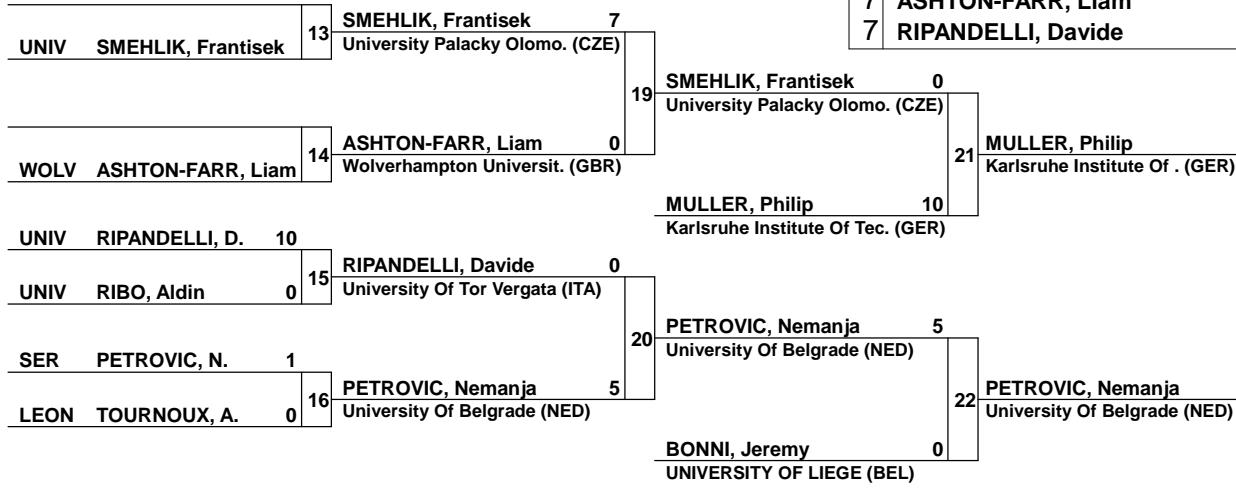 7 ASHTON-FARR, Liam
7 RIPANDELLI, Davide
UNIV SMEHLIK, Frantisek
13
SMEHLIK, Frantisek 7
University Palacky Olomo. (CZE)
WOLV ASHTON-FARR, Liam
14
ASHTON-FARR, Liam 0
Wolverhampton Universit. (GBR)
19
SMEHLIK, Frantisek 0
University Palacky Olomo. (CZE)
MULLER, Philip 10
Karlsruhe Institute Of Tec. (GER)
21
MULLER, Philip
Karlsruhe Institute Of . (GER)
UNIV RIPANDELLI, D. 10
UNIV RIBO, Aldin 0
15
RIPANDELLI, Davide 0
University Of Tor Vergata (ITA)
SER PETROVIC, N. 1
LEON TOURNOUX, A. 0
16
PETROVIC, Nemanja 5
University Of Belgrade (NED)
20
PETROVIC, Nemanja 5
University Of Belgrade (NED)
BONNI, Jeremy 0
UNIVERSITY OF LIEGE (BEL)
22
PETROVIC, Nemanja
University Of Belgrade (NED)